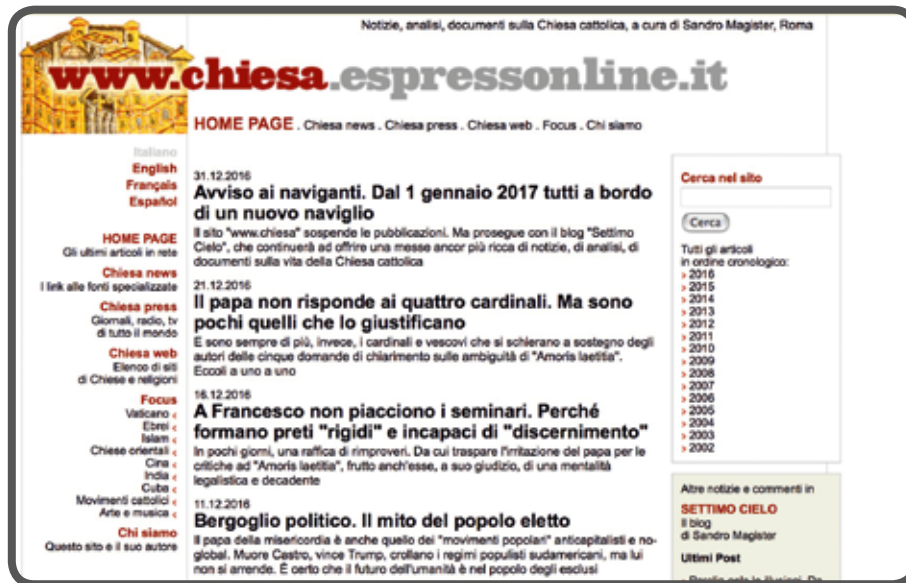 Notizie, analisi, documenti sulla Chiesa cattolica, a cura di Sandro Magister, Roma
www.chiesa.espressonline.it
HOME PAGE . Chiesa news . Chiesa press . Chiesa web . Focus . Chi siamo
Italiano
English
Français
Español
HOME PAGE
Gli ultimi articoli in rete
Chiesa news
I link alle fonti specializzate
Chiesa press
Giornali, radio, tv
di tutto il mondo
Chiesa web
Elenco di siti
di Chiese e religioni
Focus
Vaticano
Ebrei
Islam
Chiese orientali
Cina
India
Cuba
Movimenti cattolici
Arte e musica
Chi siamo
Questo sito e il suo autore
31.12.2016
Avviso ai naviganti. Dal 1 gennaio 2017 tutti a bordo
di un nuovo naviglio
Il sito "www.chiesa" sospende le pubblicazioni. Ma prosegue con il blog "Settimo
Cielo", che continuerà ad offrire una messe ancor più ricca di notizie, di analisi, di
documenti sulla vita della Chiesa cattolica
21.12.2016
Il papa non risponde ai quattro cardinali. Ma sono
pochi quelli che lo giustificano
E sono sempre di più, invece, i cardinali e vescovi che si schierano a sostegno degli
autori delle cinque domande di chiarimento sulle ambiguità di "Amoris laetitia".
Eccoli a uno a uno
16.12.2016
A Francesco non piacciono i seminari. Perché
formano preti "rigidi" e incapaci di "discernimento"
In pochi giorni, una raffica di rimproveri. Da cui traspare l'irritazione del papa per le
critiche ad "Amoris laetitia", frutto anch'esse, a suo giudizio, di una mentalità
legalistica e decadente
11.12.2016
Bergoglio politico. Il mito del popolo eletto
Il papa della misericordia è anche quello dei "movimenti popolari" anticapitalisti e no-
global. Muore Castro, vince Trump, crollano i regimi populisti sudamericani, ma lui
non si arrende. È certo che il futuro dell'umanità è nel popolo degli esclusi
Cerca nel sito
Cerca
Tutti gli articoli
in ordine cronologico:
> 2016
> 2015
> 2014
> 2013
> 2012
> 2011
> 2010
> 2009
> 2008
> 2007
> 2006
> 2005
> 2004
> 2003
> 2002
Altre notizie e commenti in
SETTIMO CIELO
Il blog
di Sandro Magister
Ultimi Post